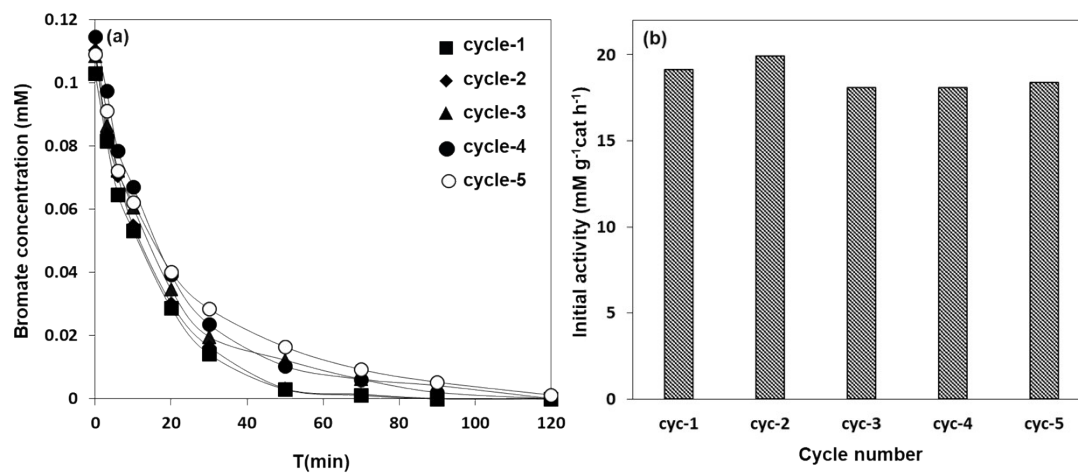 (a)
Bromate concentration (mM)
0.12
0.1
0.08
0.06
0.04
0.02
0
0 20 40 60 80 100 120
T(min)
cycle-1
cycle-2
cycle-3
cycle-4
cycle-5
(b)
Initial activity (mM g⁻¹cat h⁻¹)
20
15
10
5
0
cyc-1 cyc-2 cyc-3 cyc-4 cyc-5
Cycle number